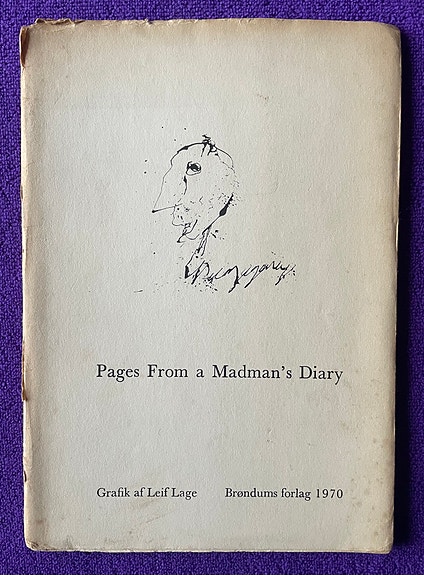 Pages From a Madman's Diary
Grafik af Leif Lage Brøndums forlag 1970